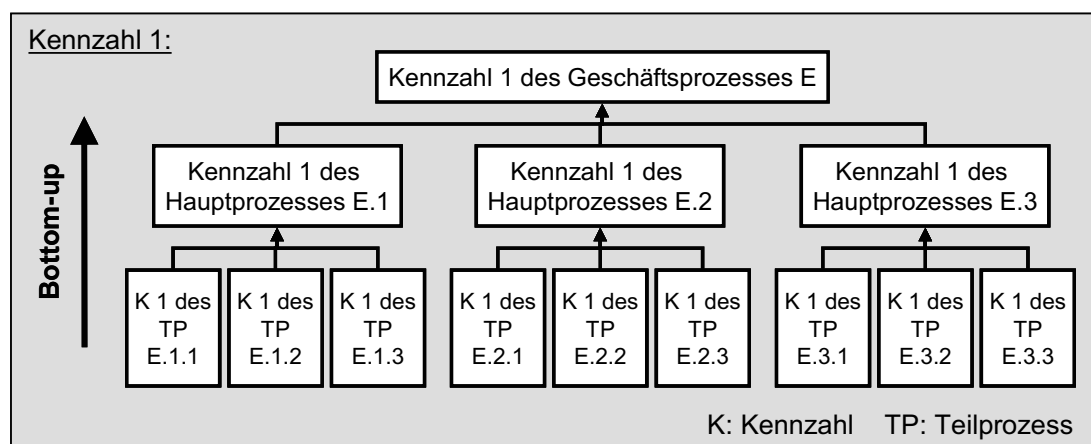 Kennzahl 1:
Kennzahl 1 des Geschäftsprozesses E
Bottom-up
Kennzahl 1 des
Hauptprozesses E.1
Kennzahl 1 des
Hauptprozesses E.2
Kennzahl 1 des
Hauptprozesses E.3
K 1 des
TP
E.1.1
K 1 des
TP
E.1.2
K 1 des
TP
E.1.3
K 1 des
TP
E.2.1
K 1 des
TP
E.2.2
K 1 des
TP
E.2.3
K 1 des
TP
E.3.1
K 1 des
TP
E.3.2
K 1 des
TP
E.3.3
K: Kennzahl TP: Teilprozess